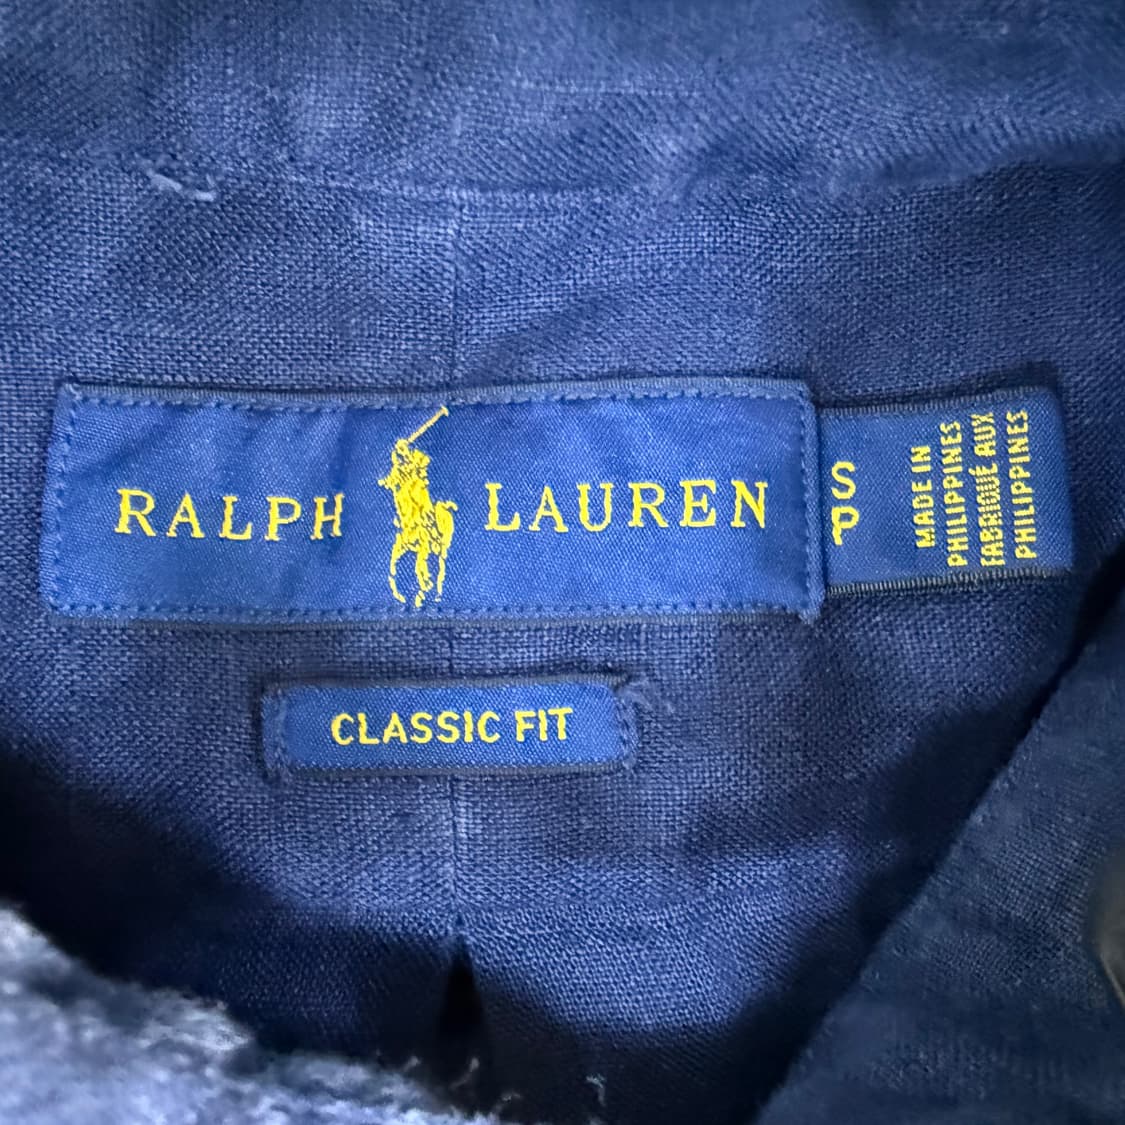 RALPH LAUREN
S
P
MADE IN
PHILIPPINES
FABRIQUÉ AUX
PHILIPPINES
CLASSIC FIT